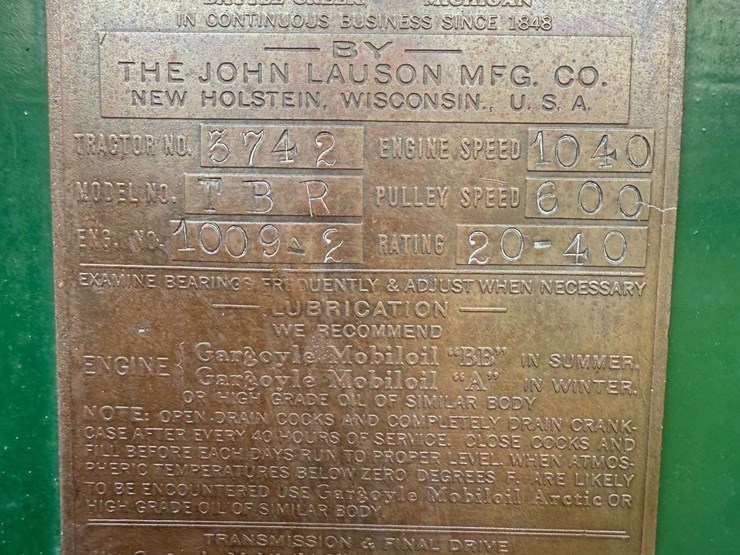 BATTLE CREEK, MICHIGAN
IN CONTINUOUS BUSINESS SINCE 1848
BY
THE JOHN LAUSON MFG. CO.
NEW HOLSTEIN, WISCONSIN., U. S. A.
TRACTOR NO. 3742 ENGINE SPEED 1040
MODEL NO. TBR PULLEY SPEED 600
ENG. NO. RATING 20-40
EXAMINE BEARINGS FREQUENTLY & ADJUST WHEN NECESSARY
LUBRICATION
WE RECOMMEND
ENGINE { Gargoyle Mobiloil "BB" IN SUMMER.
Gargoyle Mobiloil "A" IN WINTER.
OR HIGH GRADE OIL OF SIMILAR BODY
NOTE: OPEN DRAIN COCKS AND COMPLETELY DRAIN CRANK-
CASE AFTER EVERY 40 HOURS OF SERVICE. CLOSE COCKS AND
FILL BEFORE EACH DAYS RUN TO PROPER LEVEL. WHEN ATMOS-
PHERIC TEMPERATURES BELOW ZERO DEGREES F. ARE LIKELY
TO BE ENCOUNTERED USE Gargoyle Mobiloil Arctic OR
HIGH GRADE OIL OF SIMILAR BODY.
TRANSMISSION & FINAL DRIVE